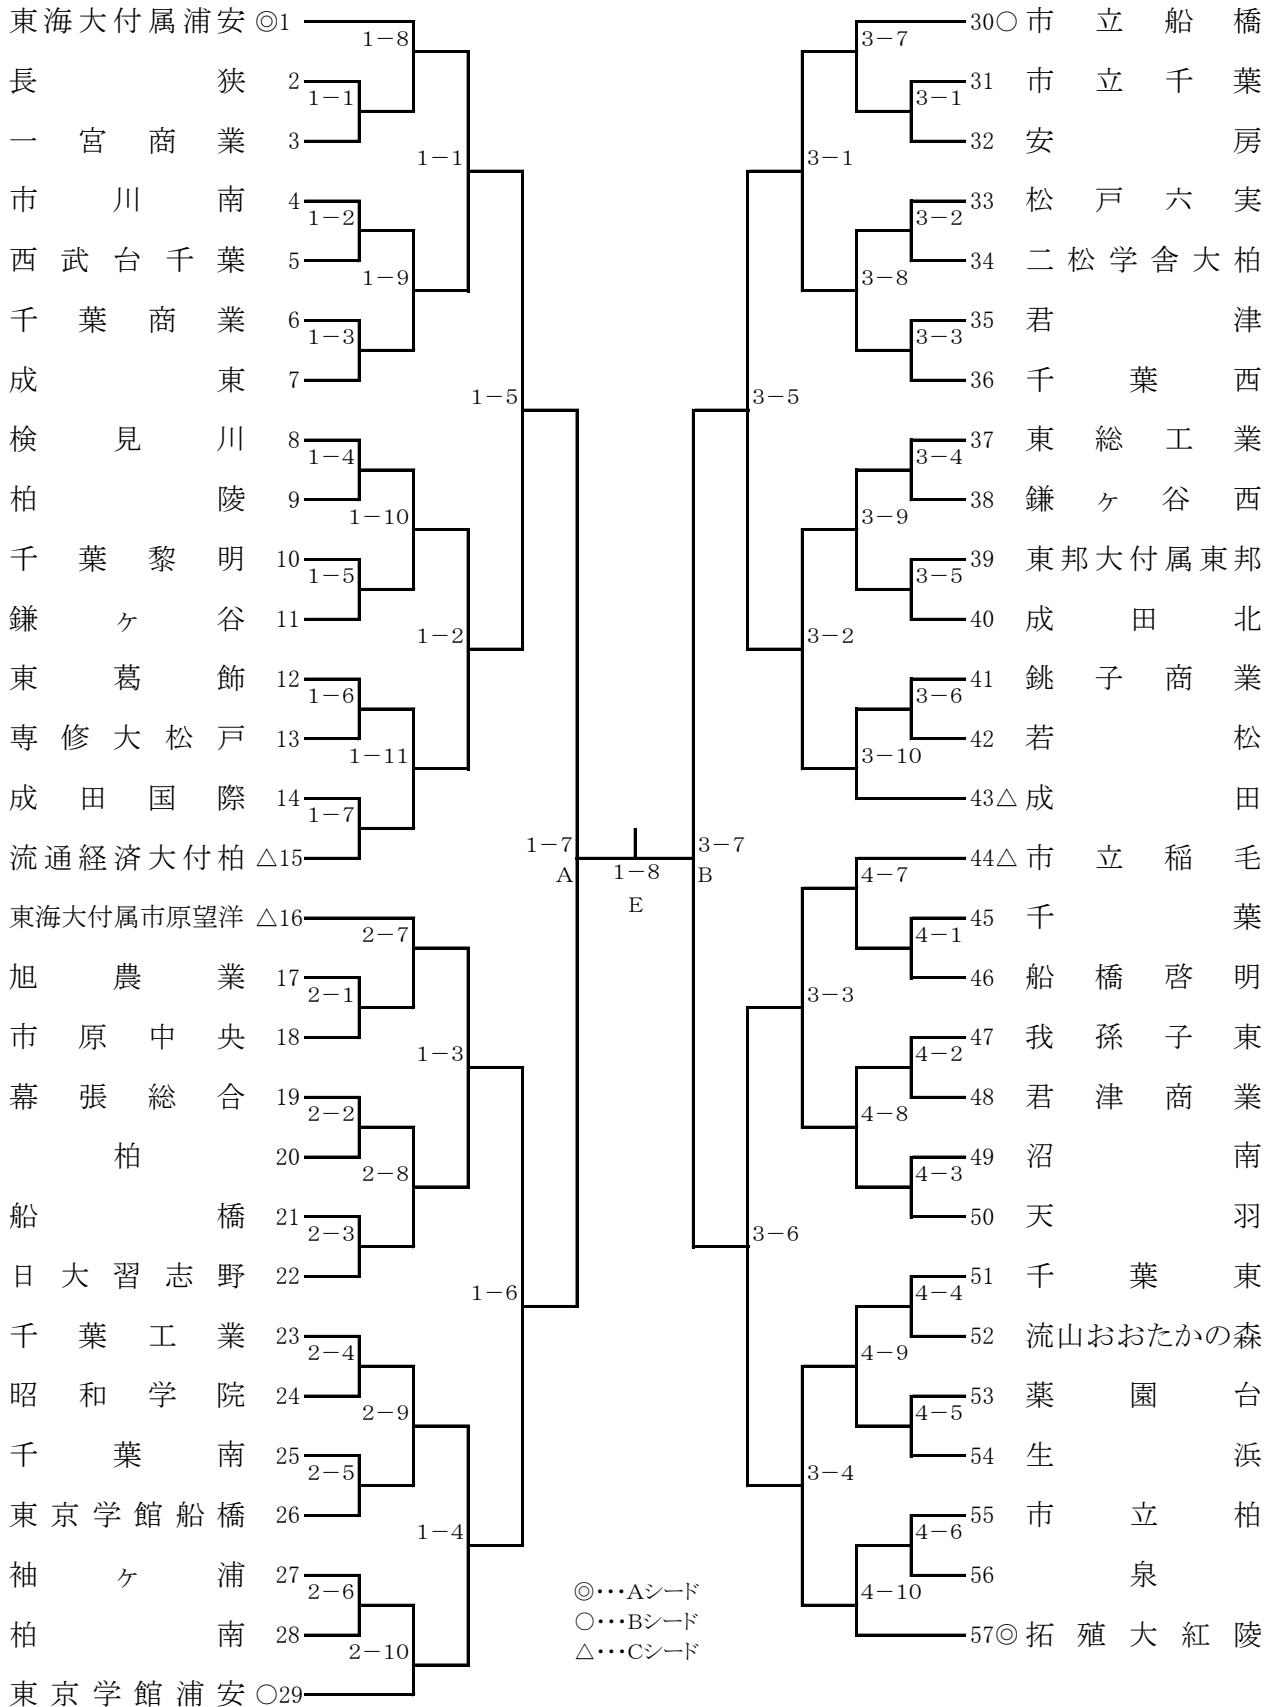 東海大付属浦安 ◎1
1-8
長狭 2
1-1
一宮商業 3
1-1
市川南 4
1-2
西武台千葉 5
1-9
千葉商業 6
1-3
成東 7
1-5
検見川 8
1-4
柏陵 9
1-10
千葉黎明 10
1-5
鎌ヶ谷 11
1-2
東葛飾 12
1-6
専修大松戸 13
1-11
成田国際 14
1-7
流通経済大付柏 △15
1-7
A
東海大付属市原望洋 △16
2-7
旭農業 17
2-1
市原中央 18
1-3
幕張総合 19
2-2
柏 20
2-8
船橋 21
2-3
日大習志野 22
1-6
千葉工業 23
2-4
昭和学院 24
2-9
千葉南 25
2-5
東京学館船橋 26
1-4
袖ヶ浦 27
2-6
柏南 28
2-10
東京学館浦安 ○29
1-8
E
30○ 市立船橋
3-7
31 市立千葉
3-1
32 安房
3-1
33 松戸六実
3-2
34 二松学舎大柏
3-8
35 君津
3-3
36 千葉西
3-5
37 東総工業
3-4
38 鎌ヶ谷西
3-9
39 東邦大付属東邦
3-5
40 成田北
3-2
41 銚子商業
3-6
42 若松
3-10
43△ 成田
3-7
B
44△ 市立稲毛
4-7
45 千葉
4-1
46 船橋啓明
3-3
47 我孫子東
4-2
48 君津商業
4-8
49 沼南
4-3
50 天羽
3-6
51 千葉東
4-4
52 流山おおたかの森
4-9
53 薬園台
4-5
54 生浜
3-4
55 市立柏
4-6
56 泉
4-10
57◎ 拓殖大紅陵
◎・・・Aシード
○・・・Bシード
△・・・Cシード